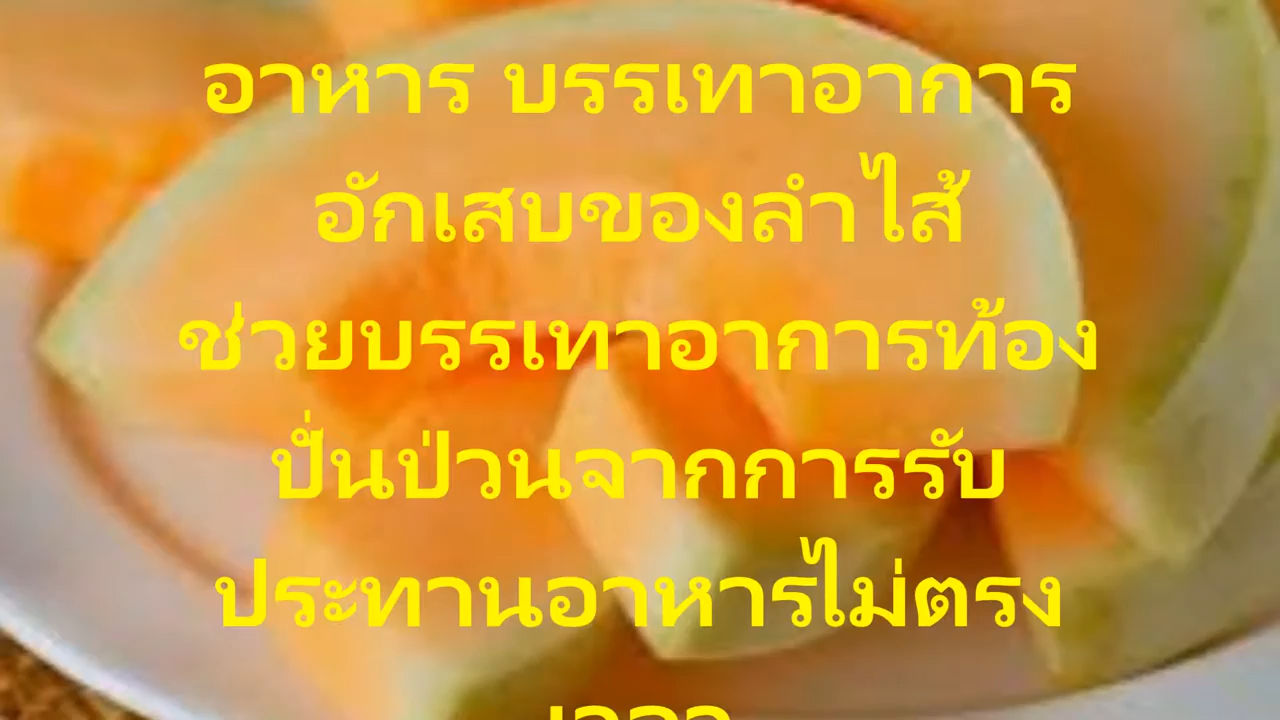 อาหาร บรรเทาอาการ
อักเสบของลำไส้
ช่วยบรรเทาอาการท้อง
ปั่นป่วนจากการรับ
ประทานอาหารไม่ตรง